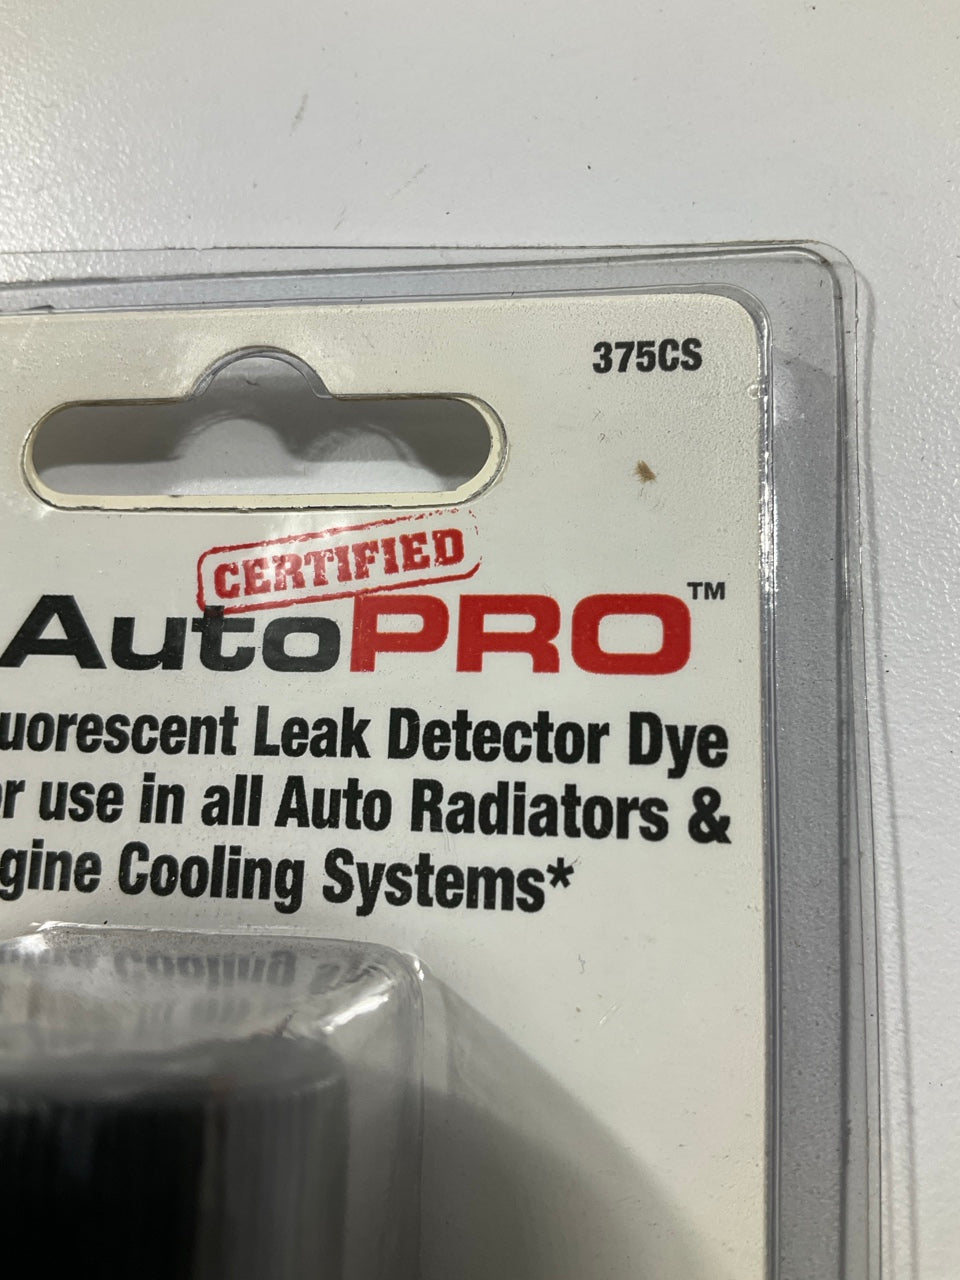 375CS
CERTIFIED
AutoPRO™
uorescent Leak Detector Dye
r use in all Auto Radiators &
gine Cooling Systems*